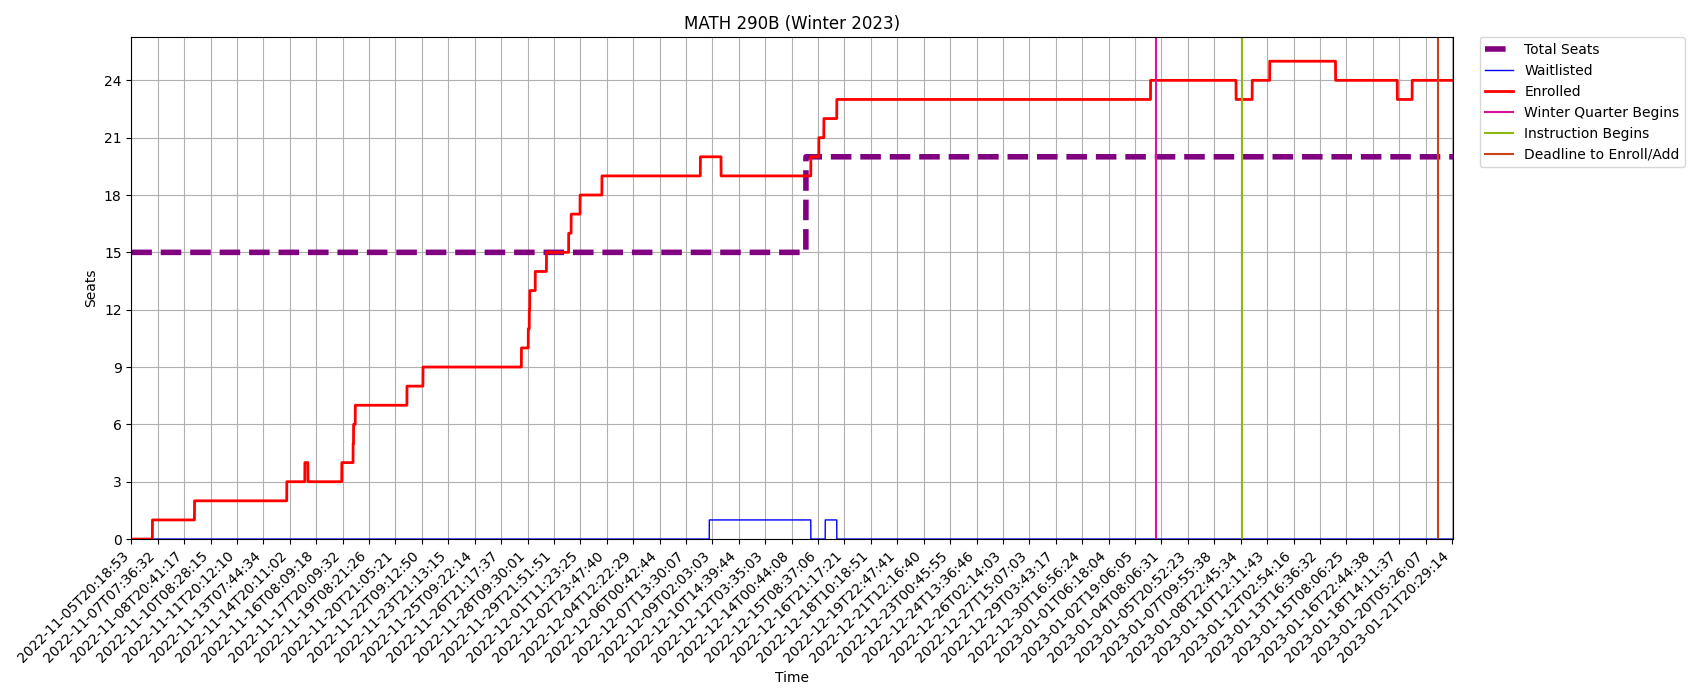 MATH 290B (Winter 2023)
Total Seats
Waitlisted
Enrolled
Winter Quarter Begins
Instruction Begins
Deadline to Enroll/Add
Seats
24
21
18
15
12
9
6
3
0
2022-11-05T20:18:53
2022-11-07T07:36:32
2022-11-08T20:41:17
2022-11-10T08:28:15
2022-11-11T20:12:10
2022-11-13T07:44:34
2022-11-14T20:11:02
2022-11-16T08:09:18
2022-11-17T20:09:32
2022-11-19T08:21:26
2022-11-20T21:05:21
2022-11-22T09:12:50
2022-11-23T21:13:15
2022-11-25T09:22:14
2022-11-26T21:17:37
2022-11-28T09:30:01
2022-11-29T21:51:51
2022-12-01T11:23:25
2022-12-02T23:47:40
2022-12-04T12:22:29
2022-12-06T00:42:44
2022-12-07T13:30:07
2022-12-09T02:03:03
2022-12-10T14:39:44
2022-12-12T03:35:03
2022-12-14T00:44:08
2022-12-15T08:37:06
2022-12-16T21:17:21
2022-12-18T10:18:51
2022-12-19T22:47:41
2022-12-21T12:16:40
2022-12-23T00:45:55
2022-12-24T13:36:46
2022-12-26T02:14:03
2022-12-27T15:07:03
2022-12-29T03:43:17
2022-12-30T16:56:24
2023-01-01T06:18:04
2023-01-02T19:06:05
2023-01-04T08:06:31
2023-01-05T20:52:23
2023-01-07T09:55:38
2023-01-08T22:45:34
2023-01-10T12:11:43
2023-01-12T02:54:16
2023-01-13T16:36:32
2023-01-15T08:06:25
2023-01-16T22:44:38
2023-01-18T14:11:37
2023-01-20T05:26:07
2023-01-21T20:29:14
Time